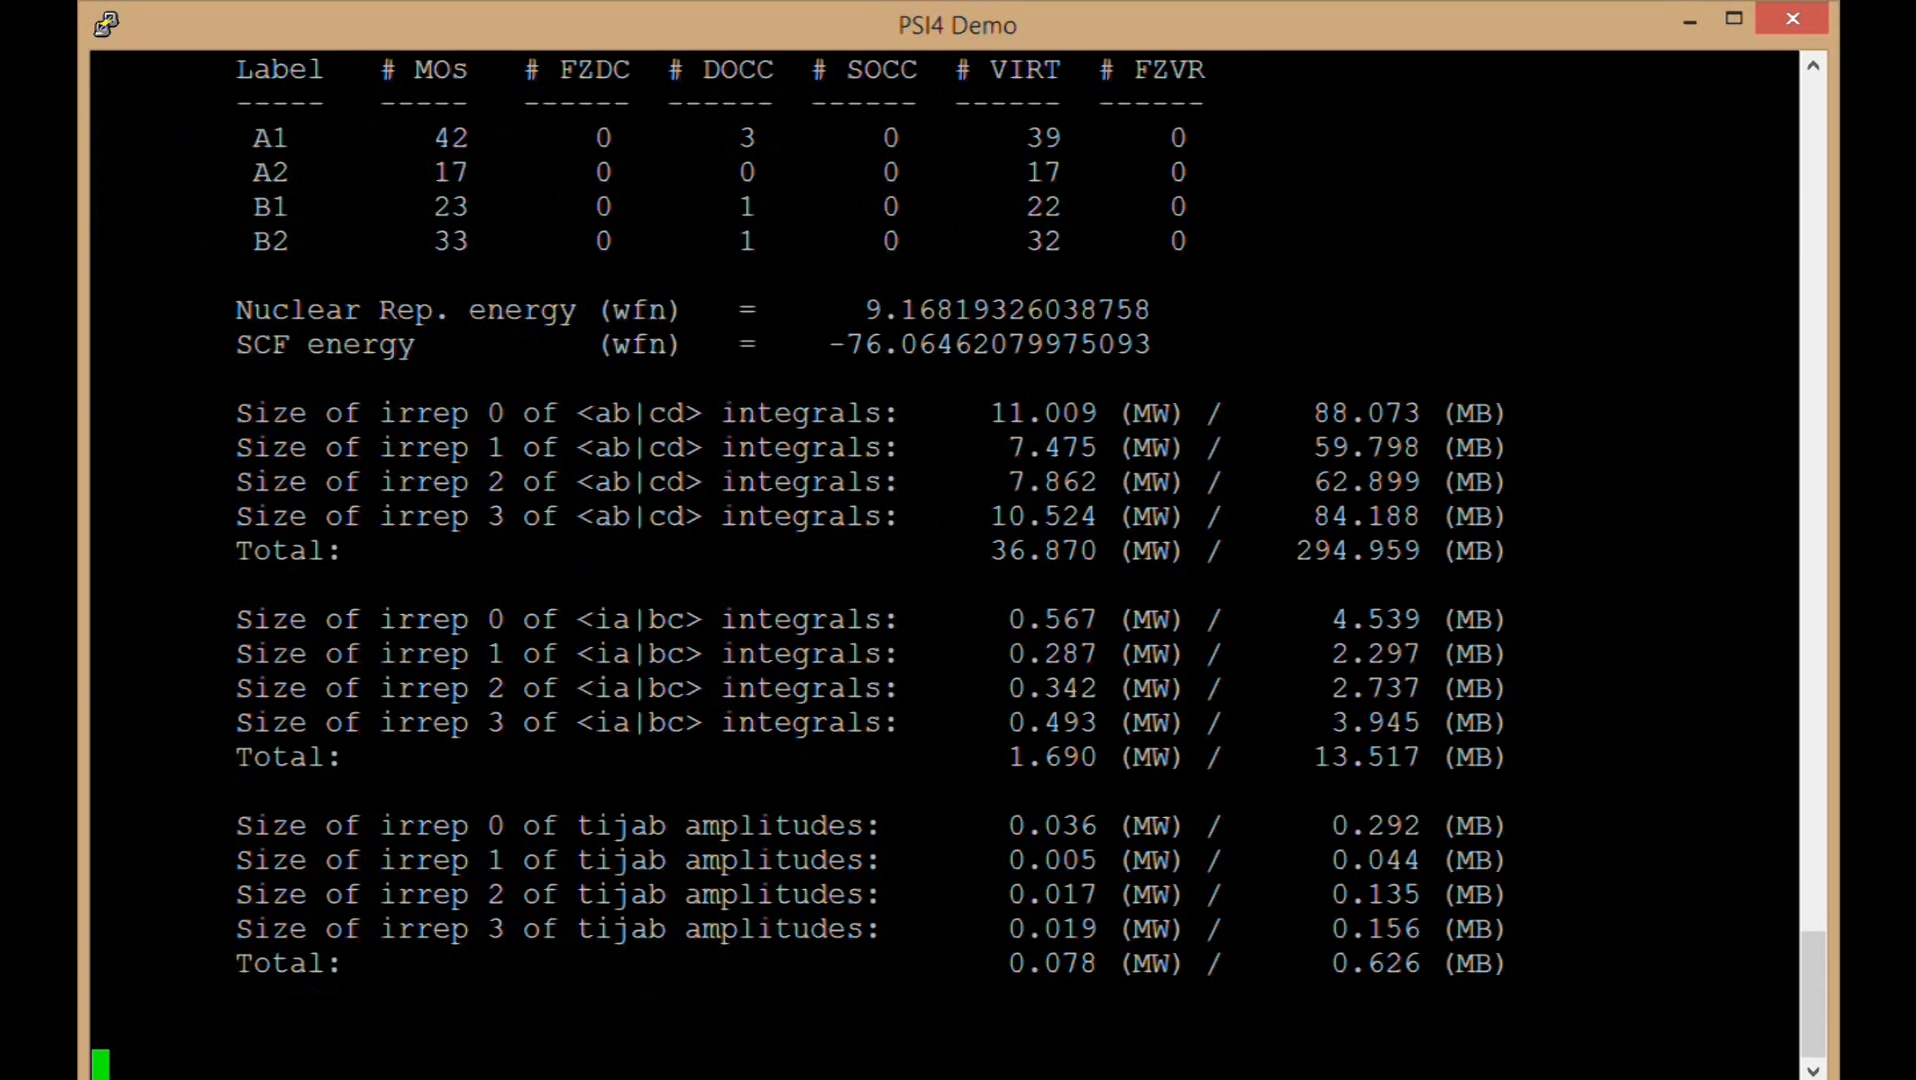 PSI4 Demo
Label # MOs # FZDC # DOCC # SOCC # VIRT # FZVR
----- ----- ------ ------ ------ ------ ------
A1 42 0 3 0 39 0
A2 17 0 0 0 17 0
B1 23 0 1 0 22 0
B2 33 0 1 0 32 0
Nuclear Rep. energy (wfn) = 9.16819326038758
SCF energy (wfn) = -76.06462079975093
Size of irrep 0 of <ab|cd> integrals: 11.009 (MW) / 88.073 (MB)
Size of irrep 1 of <ab|cd> integrals: 7.475 (MW) / 59.798 (MB)
Size of irrep 2 of <ab|cd> integrals: 7.862 (MW) / 62.899 (MB)
Size of irrep 3 of <ab|cd> integrals: 10.524 (MW) / 84.188 (MB)
Total: 36.870 (MW) / 294.959 (MB)
Size of irrep 0 of <ia|bc> integrals: 0.567 (MW) / 4.539 (MB)
Size of irrep 1 of <ia|bc> integrals: 0.287 (MW) / 2.297 (MB)
Size of irrep 2 of <ia|bc> integrals: 0.342 (MW) / 2.737 (MB)
Size of irrep 3 of <ia|bc> integrals: 0.493 (MW) / 3.945 (MB)
Total: 1.690 (MW) / 13.517 (MB)
Size of irrep 0 of tijab amplitudes: 0.036 (MW) / 0.292 (MB)
Size of irrep 1 of tijab amplitudes: 0.005 (MW) / 0.044 (MB)
Size of irrep 2 of tijab amplitudes: 0.017 (MW) / 0.135 (MB)
Size of irrep 3 of tijab amplitudes: 0.019 (MW) / 0.156 (MB)
Total: 0.078 (MW) / 0.626 (MB)